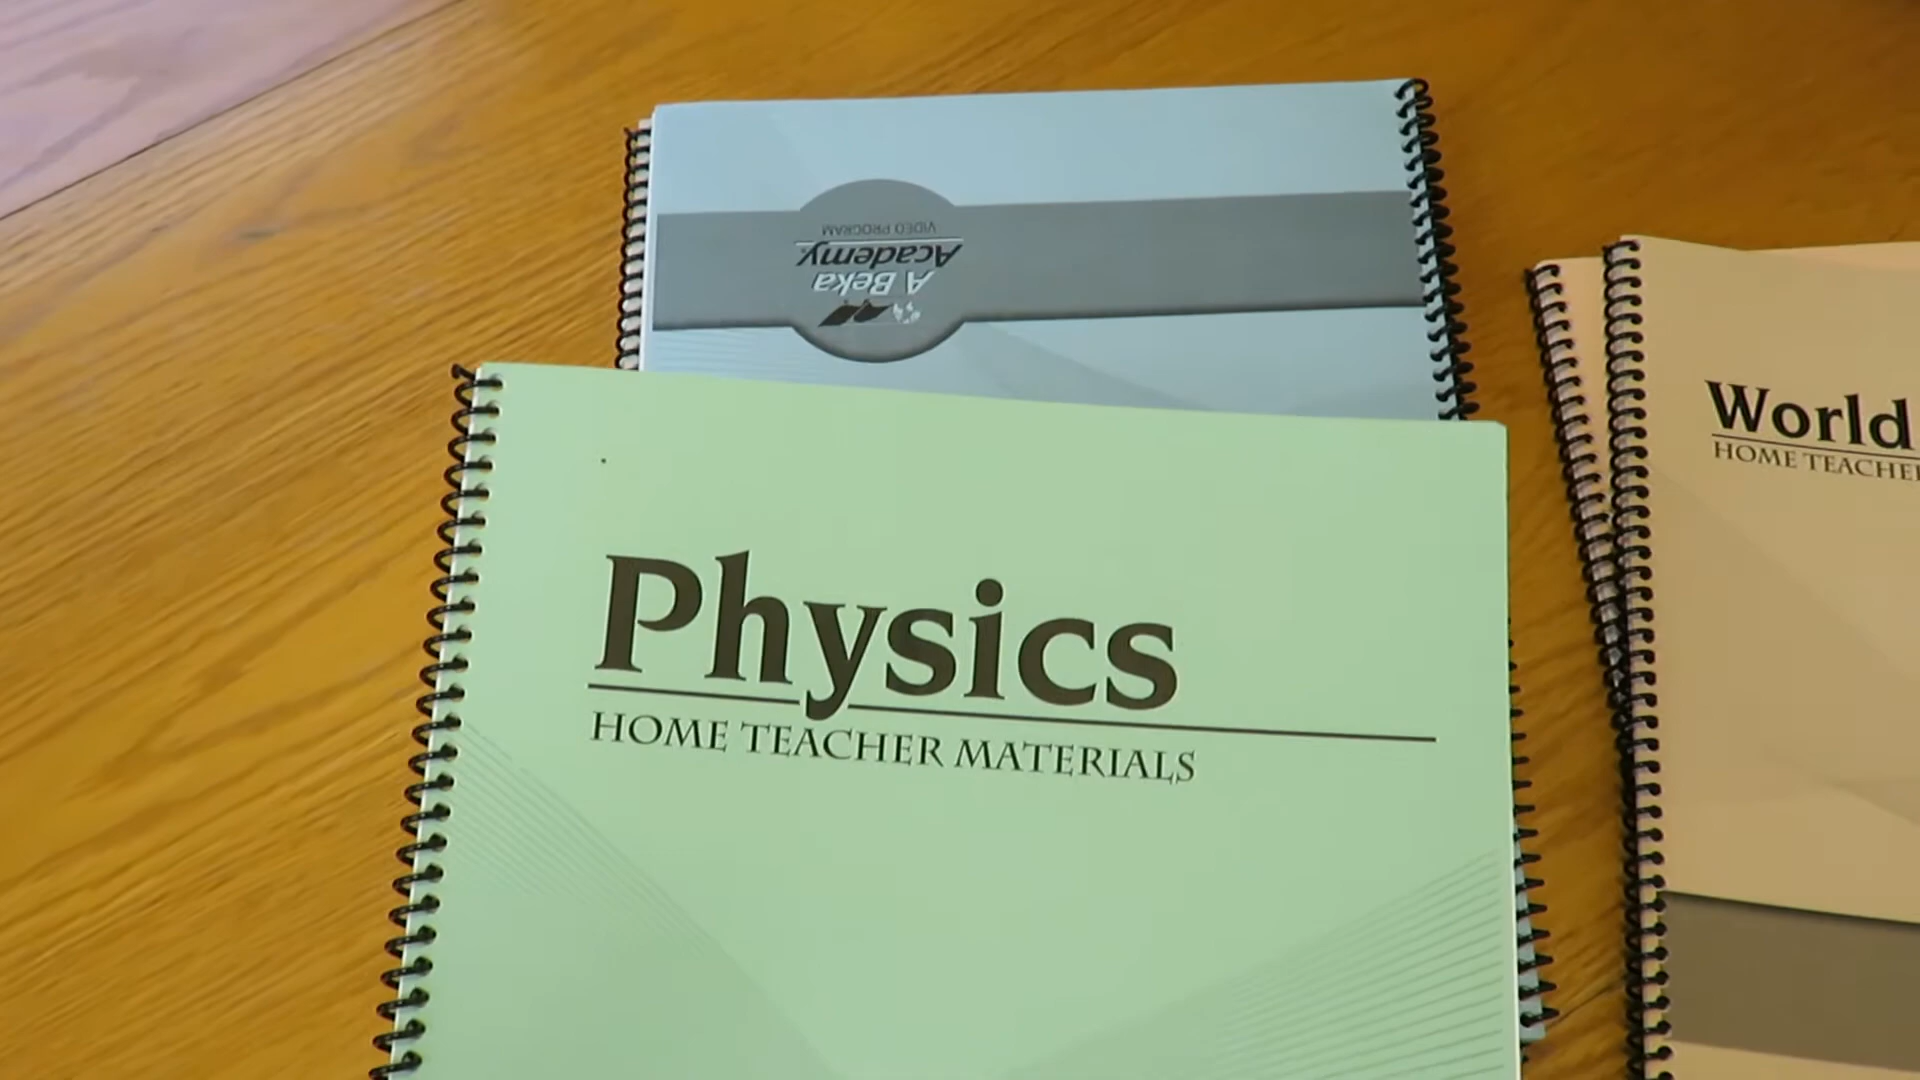 A Beka
Academy
VIDEO PROGRAM
Physics
HOME TEACHER MATERIALS
World
HOME TEACHER